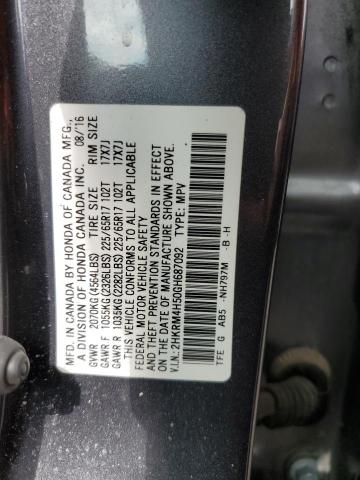 MFD. IN CANADA BY HONDA OF CANADA MFG.,
A DIVISION OF HONDA CANADA INC. 08/'16
GVWR 2070KG(4564LBS) TIRE SIZE RIM SIZE
GAWR F 1055KG(2326LBS) 225/65R17 102T 17X7J
GAWR R 1035KG(2282LBS) 225/65R17 102T 17X7J
THIS VEHICLE CONFORMS TO ALL APPLICABLE
FEDERAL MOTOR VEHICLE SAFETY
AND THEFT PREVENTION STANDARDS IN EFFECT
ON THE DATE OF MANUFACTURE SHOWN ABOVE.
V.I.N.: 2HKRM4H50GH687092 TYPE: MPV
TFE G AB5 -NH797M -B -H